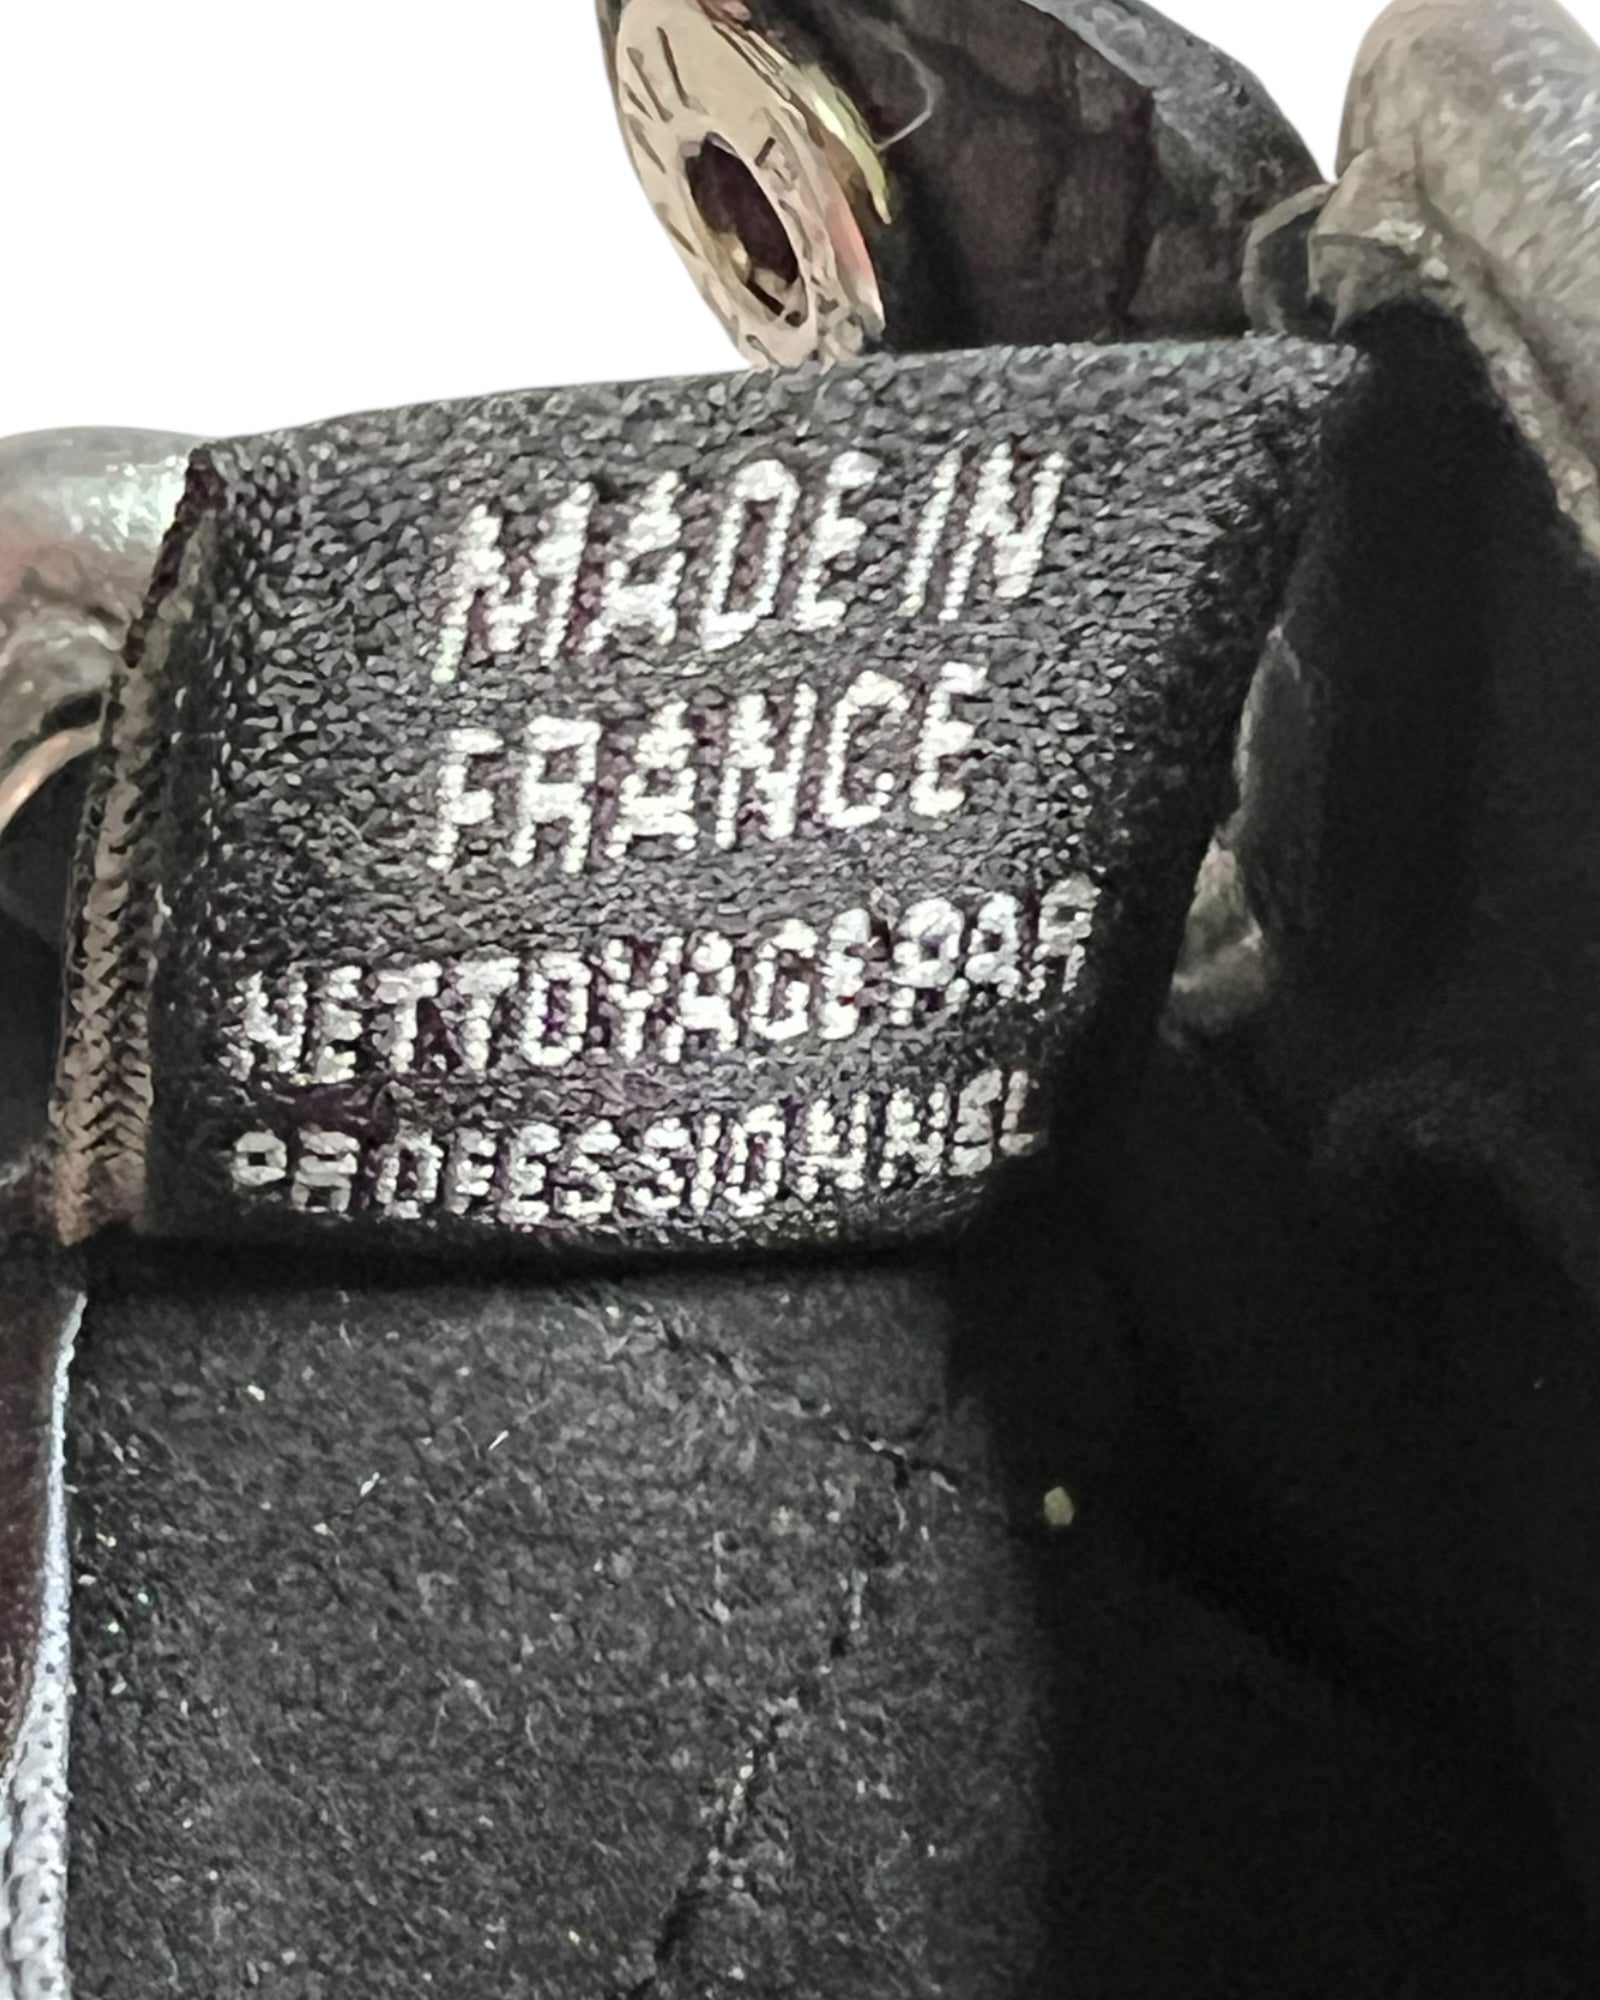 MADE IN
FRANCE
NETTOYAGE PAR
PROFESSIONNEL